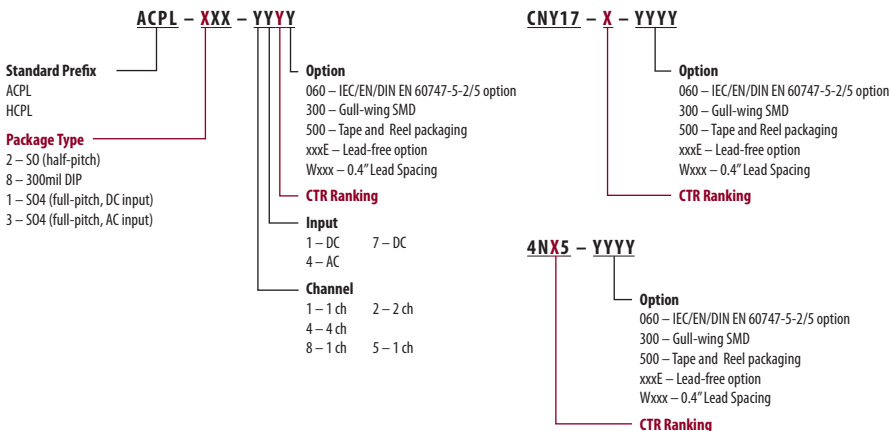 ACPL – XXX – YYYY
Standard Prefix
ACPL
HCPL
Package Type
2 – SO (half-pitch)
8 – 300mil DIP
1 – SO4 (full-pitch, DC input)
3 – SO4 (full-pitch, AC input)
Option
060 – IEC/EN/DIN EN 60747-5-2/5 option
300 – Gull-wing SMD
500 – Tape and Reel packaging
xxxE – Lead-free option
Wxxx – 0.4" Lead Spacing
CTR Ranking
Input
1 – DC 7 – DC
4 – AC
Channel
1 – 1 ch 2 – 2 ch
4 – 4 ch
8 – 1 ch 5 – 1 ch
CNY17 – X – YYYY
Option
060 – IEC/EN/DIN EN 60747-5-2/5 option
300 – Gull-wing SMD
500 – Tape and Reel packaging
xxxE – Lead-free option
Wxxx – 0.4" Lead Spacing
CTR Ranking
4NX5 – YYYY
Option
060 – IEC/EN/DIN EN 60747-5-2/5 option
300 – Gull-wing SMD
500 – Tape and Reel packaging
xxxE – Lead-free option
Wxxx – 0.4" Lead Spacing
CTR Ranking